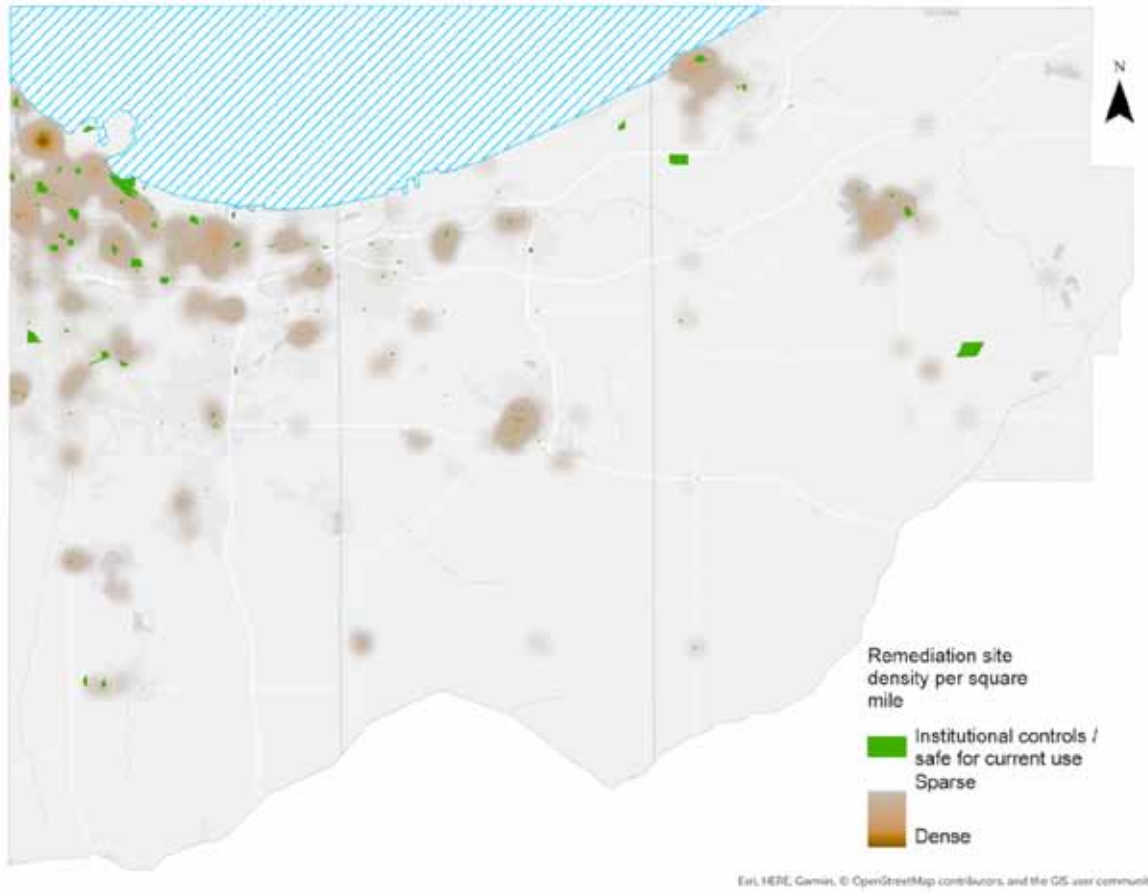 N
Remediation site
density per square
mile
Institutional controls /
safe for current use
Sparse
Dense
Esri, HERE, Garmin, © OpenStreetMap contributors, and the GIS user